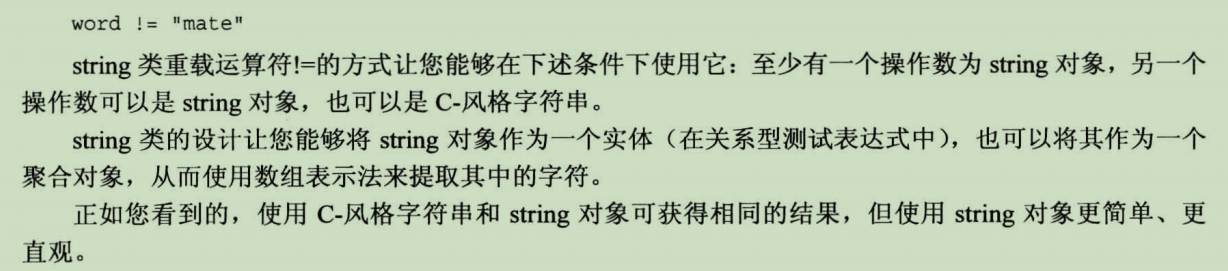 word != "mate"
string 类重载运算符!=的方式让您能够在下述条件下使用它：至少有一个操作数为 string 对象，另一个
操作数可以是 string 对象，也可以是 C-风格字符串。
string 类的设计让您能够将 string 对象作为一个实体（在关系型测试表达式中），也可以将其作为一个
聚合对象，从而使用数组表示法来提取其中的字符。
正如您看到的，使用 C-风格字符串和 string 对象可获得相同的结果，但使用 string 对象更简单、更
直观。